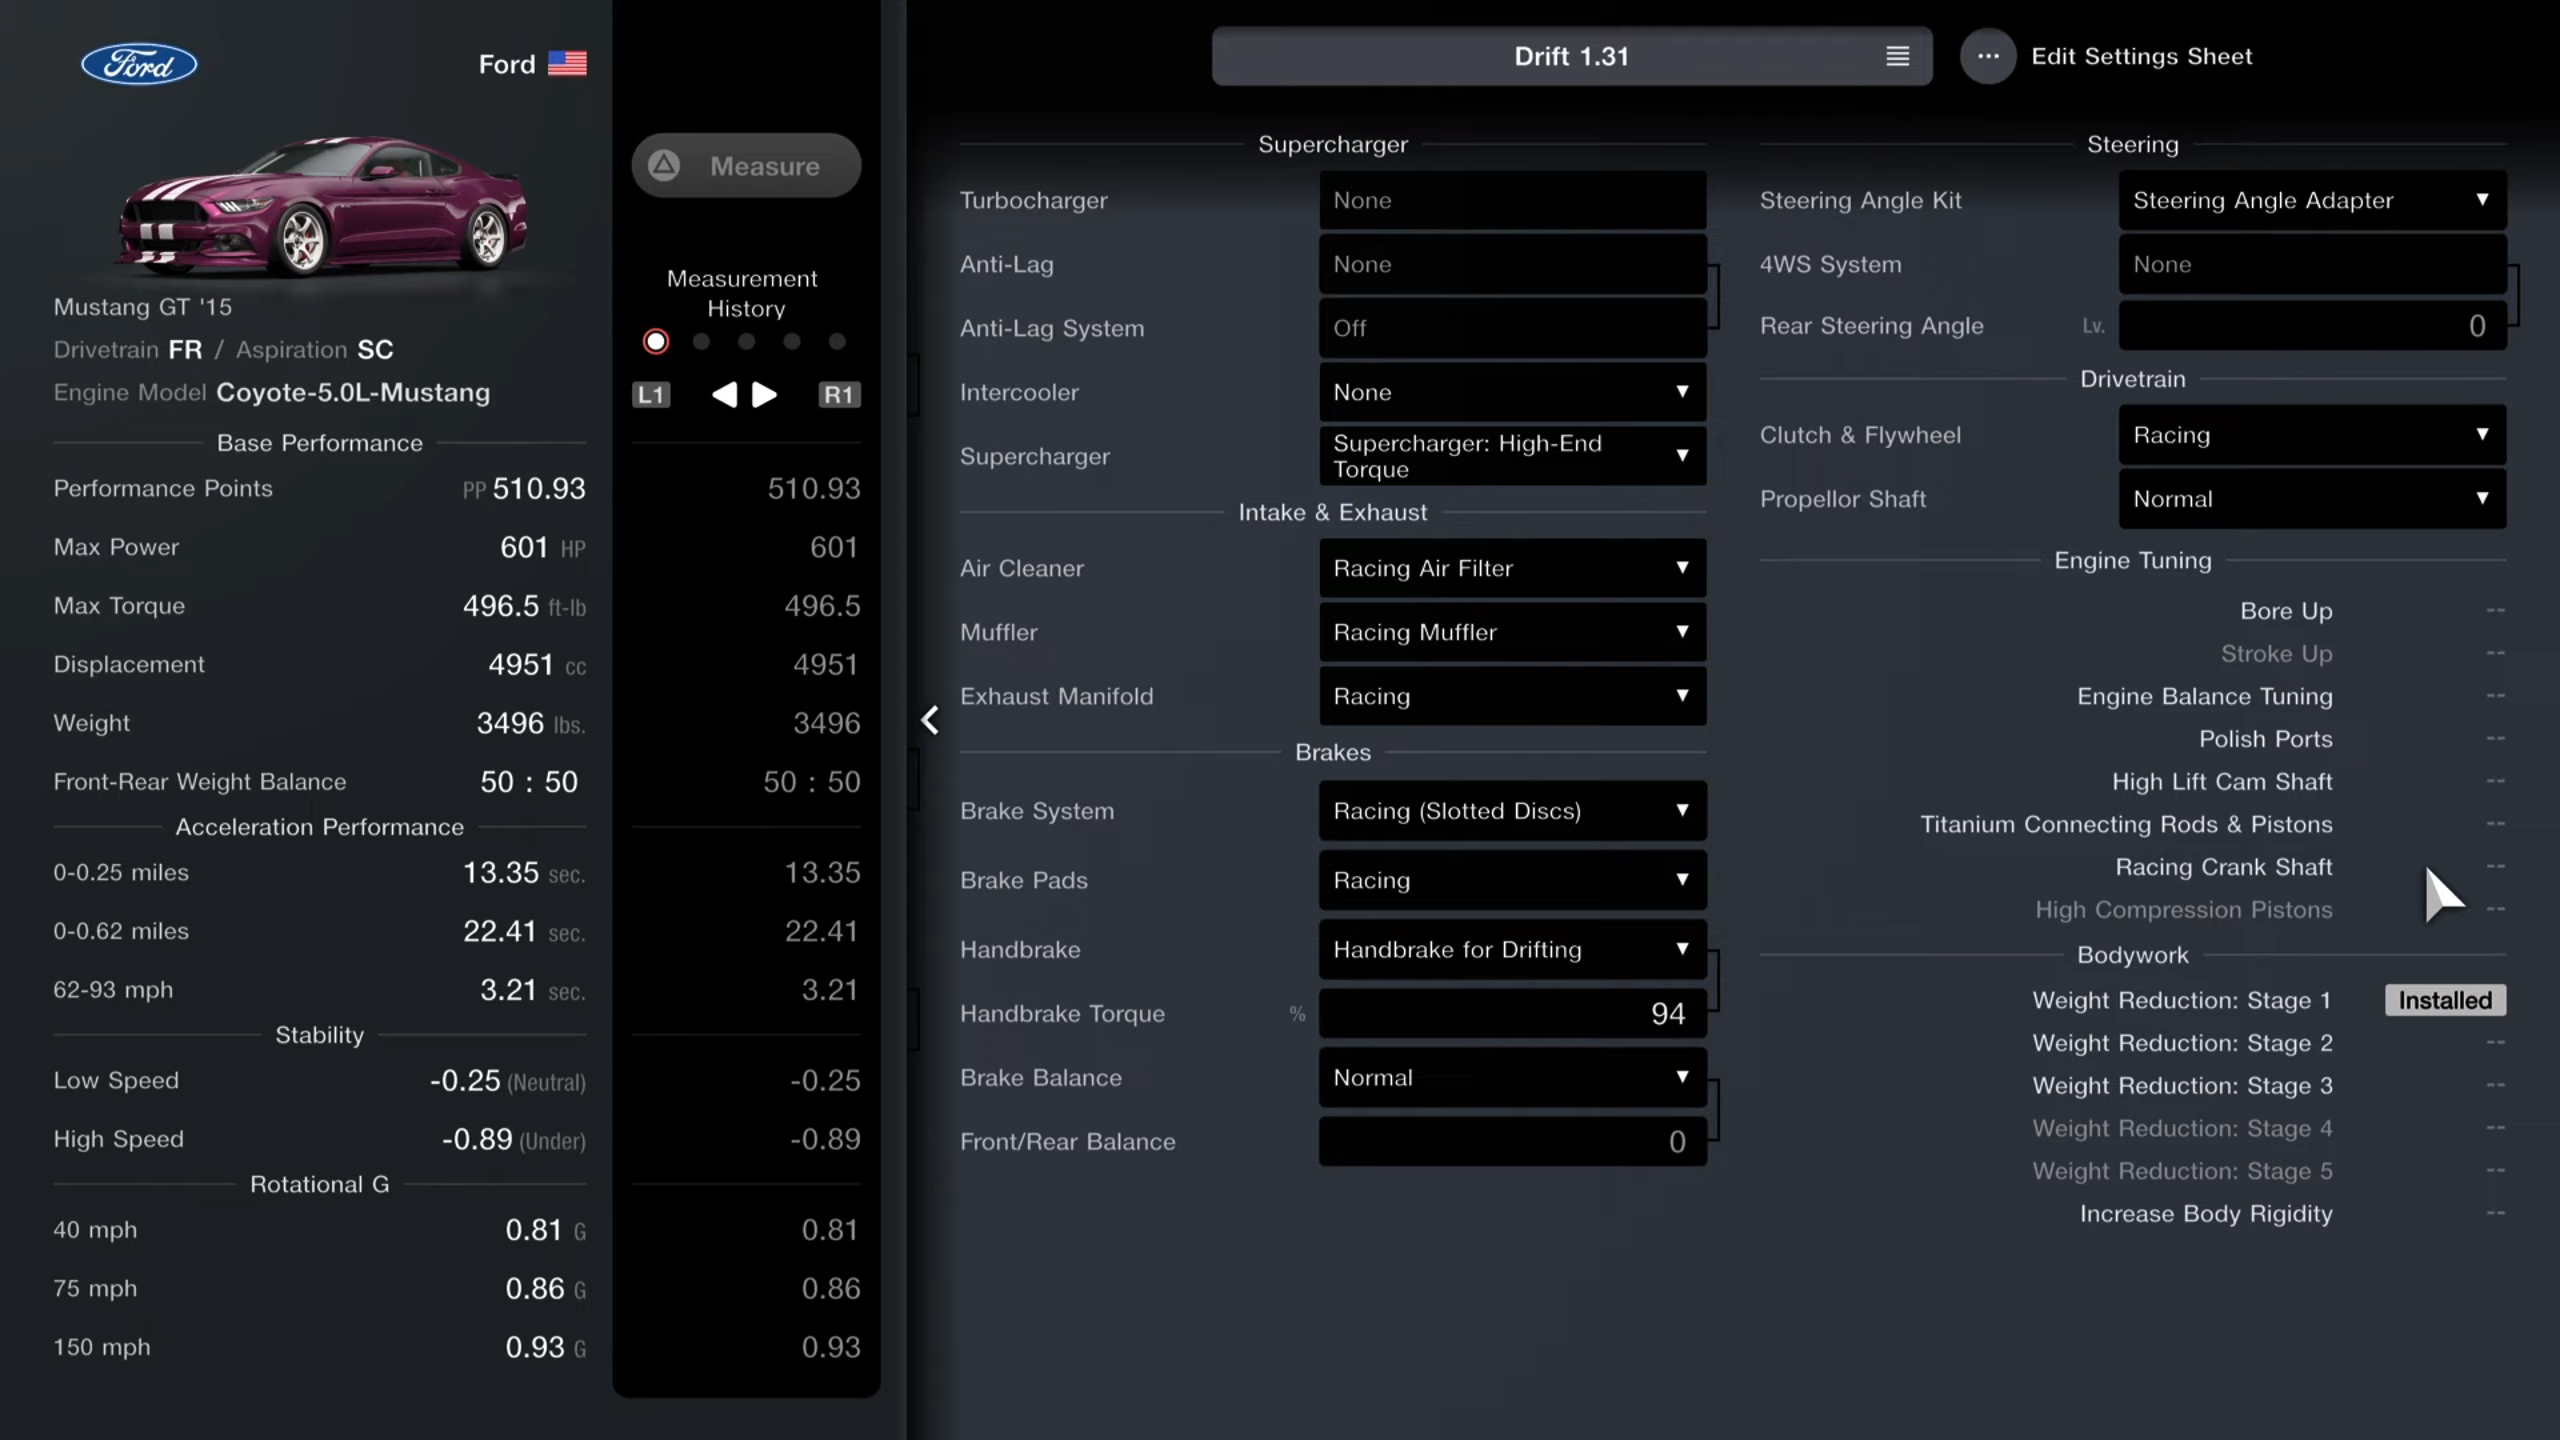 Ford
Ford
Mustang GT '15
Drivetrain FR / Aspiration SC
Engine Model Coyote-5.0L-Mustang
Base Performance
Performance Points PP 510.93
Max Power 601 HP
Max Torque 496.5 ft-lb
Displacement 4951 cc
Weight 3496 lbs.
Front-Rear Weight Balance 50 : 50
Acceleration Performance
0-0.25 miles 13.35 sec.
0-0.62 miles 22.41 sec.
62-93 mph 3.21 sec.
Stability
Low Speed -0.25 (Neutral)
High Speed -0.89 (Under)
Rotational G
40 mph 0.81 G
75 mph 0.86 G
150 mph 0.93 G
Measure
Measurement
History
L1 R1
510.93
601
496.5
4951
3496
50 : 50
13.35
22.41
3.21
-0.25
-0.89
0.81
0.86
0.93
Drift 1.31
Edit Settings Sheet
Supercharger
Turbocharger None
Anti-Lag None
Anti-Lag System Off
Intercooler None
Supercharger Supercharger: High-End
Torque
Intake & Exhaust
Air Cleaner Racing Air Filter
Muffler Racing Muffler
Exhaust Manifold Racing
Brakes
Brake System Racing (Slotted Discs)
Brake Pads Racing
Handbrake Handbrake for Drifting
Handbrake Torque % 94
Brake Balance Normal
Front/Rear Balance 0
Steering
Steering Angle Kit Steering Angle Adapter
4WS System None
Rear Steering Angle Lv. 0
Drivetrain
Clutch & Flywheel Racing
Propellor Shaft Normal
Engine Tuning
Bore Up --
Stroke Up --
Engine Balance Tuning --
Polish Ports --
High Lift Cam Shaft --
Titanium Connecting Rods & Pistons --
Racing Crank Shaft --
High Compression Pistons --
Bodywork
Weight Reduction: Stage 1 Installed
Weight Reduction: Stage 2 --
Weight Reduction: Stage 3 --
Weight Reduction: Stage 4 --
Weight Reduction: Stage 5 --
Increase Body Rigidity --